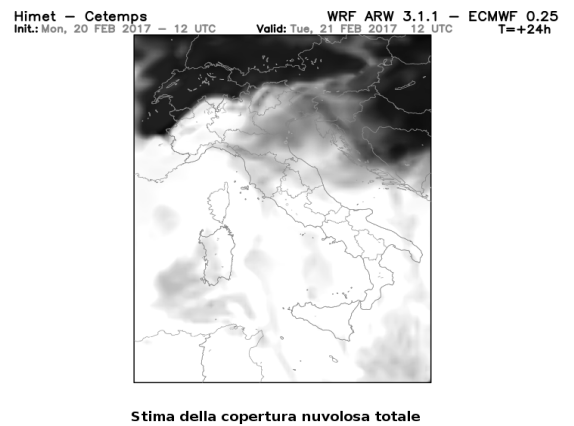 Himet – Cetemps WRF ARW 3.1.1 – ECMWF 0.25
Init.: Mon, 20 FEB 2017 – 12 UTC Valid: Tue, 21 FEB 2017 12 UTC T=+24h
Stima della copertura nuvolosa totale